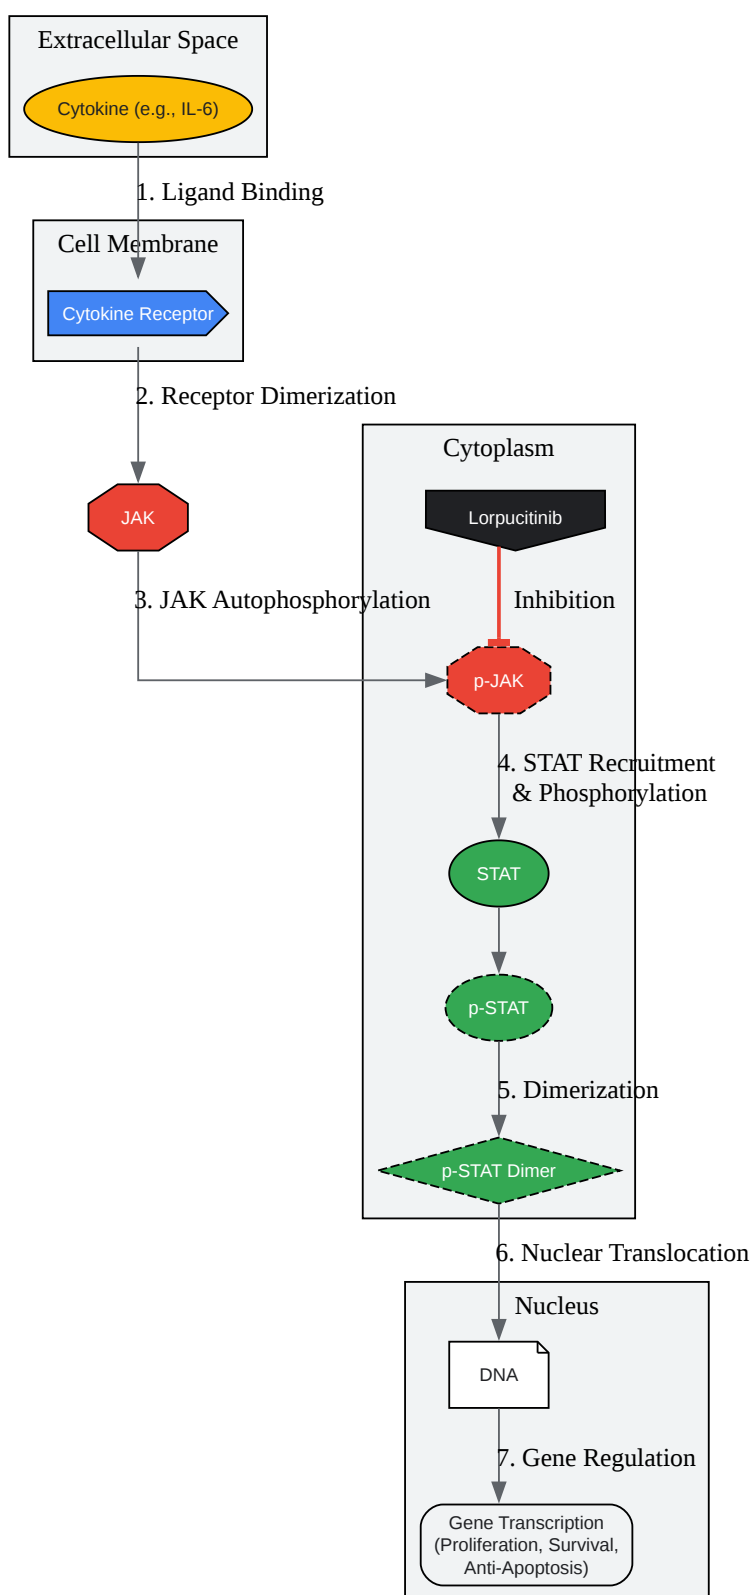 Extracellular Space
Cytokine (e.g., IL-6)
1. Ligand Binding
Cell Membrane
Cytokine Receptor
2. Receptor Dimerization
Cytoplasm
Lorpucitinib
JAK
3. JAK Autophosphorylation
Inhibition
p-JAK
4. STAT Recruitment
& Phosphorylation
STAT
p-STAT
5. Dimerization
p-STAT Dimer
6. Nuclear Translocation
Nucleus
DNA
7. Gene Regulation
Gene Transcription
(Proliferation, Survival,
Anti-Apoptosis)